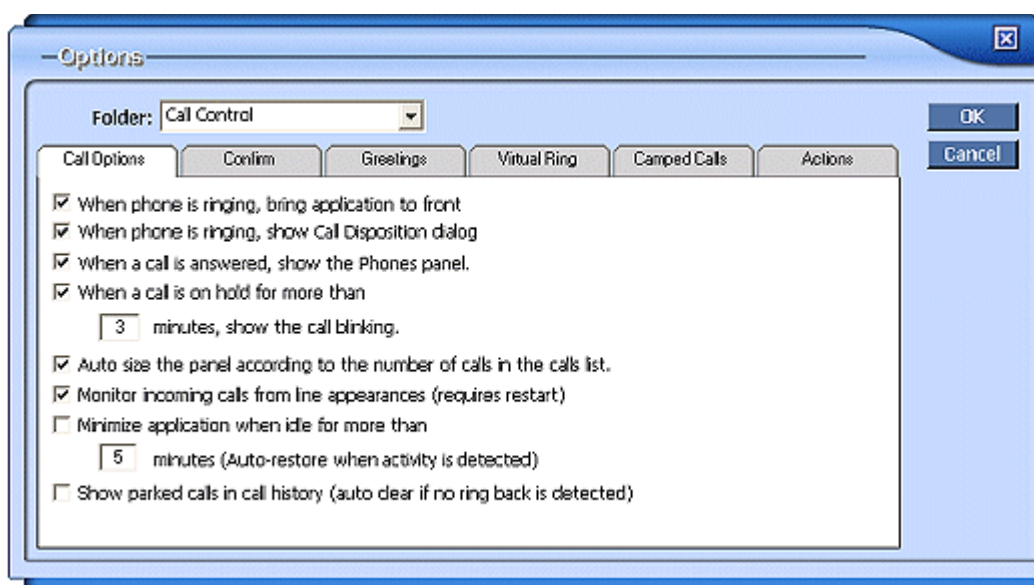 Options
Folder: Call Control
OK
Cancel
Call Options Confirm Greetings Virtual Ring Camped Calls Actions
When phone is ringing, bring application to front
When phone is ringing, show Call Disposition dialog
When a call is answered, show the Phones panel.
When a call is on hold for more than
3 minutes, show the call blinking.
Auto size the panel according to the number of calls in the calls list.
Monitor incoming calls from line appearances (requires restart)
Minimize application when idle for more than
5 minutes (Auto-restore when activity is detected)
Show parked calls in call history (auto clear if no ring back is detected)